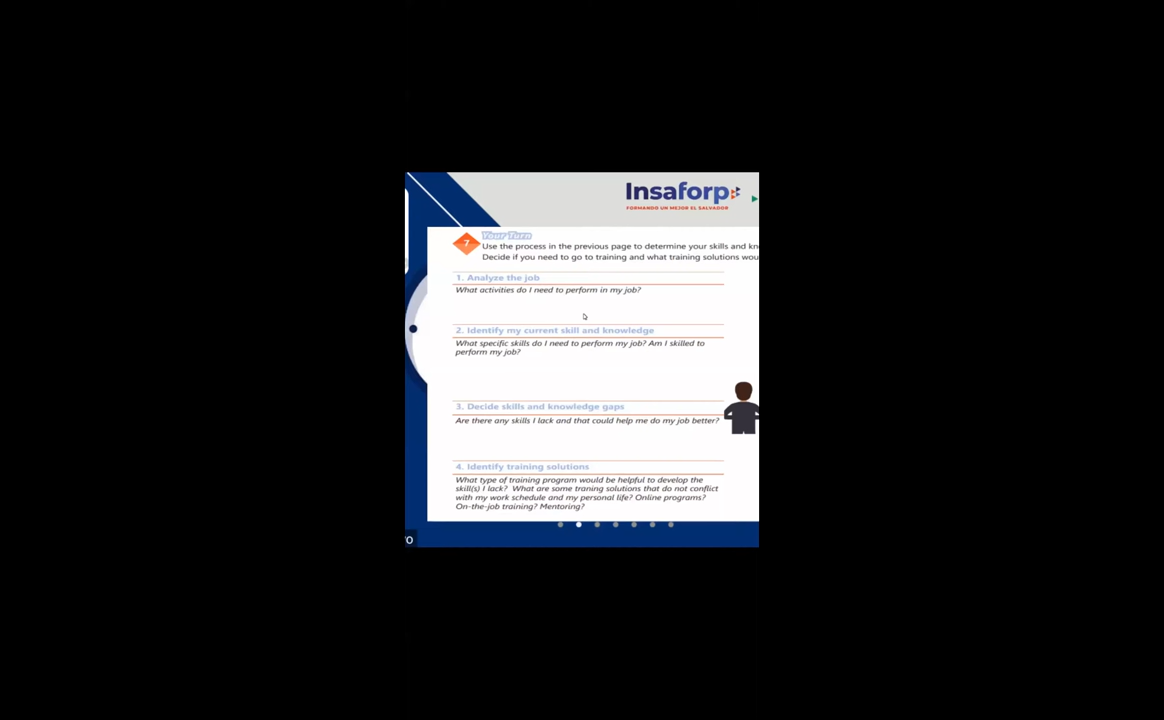 Insaforp
FORMANDO UN MEJOR EL SALVADOR
7
Your Turn
Use the process in the previous page to determine your skills and kn
Decide if you need to go to training and what training solutions wou
1. Analyze the job
What activities do I need to perform in my job?
2. Identify my current skill and knowledge
What specific skills do I need to perform my job? Am I skilled to
perform my job?
3. Decide skills and knowledge gaps
Are there any skills I lack and that could help me do my job better?
4. Identify training solutions
What type of training program would be helpful to develop the
skill(s) I lack? What are some traning solutions that do not conflict
with my work schedule and my personal life? Online programs?
On-the-job training? Mentoring?
ro